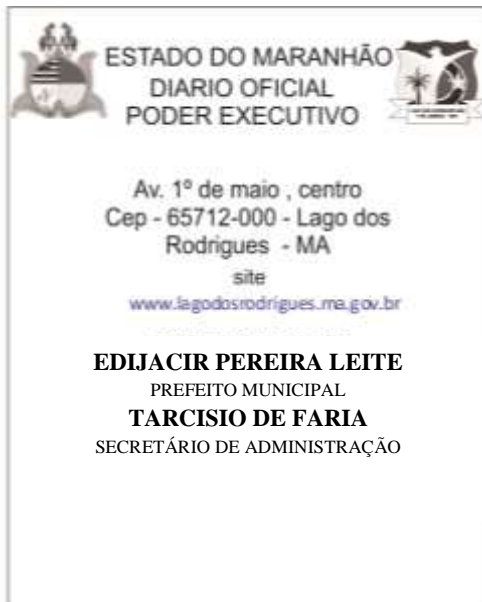 ESTADO DO MARANHÃO
DIARIO OFICIAL
PODER EXECUTIVO
Av. 1º de maio , centro
Cep - 65712-000 - Lago dos
Rodrigues - MA
site
www.lagodosrodrigues.ma.gov.br
EDIJACIR PEREIRA LEITE
PREFEITO MUNICIPAL
TARCISIO DE FARIA
SECRETÁRIO DE ADMINISTRAÇÃO